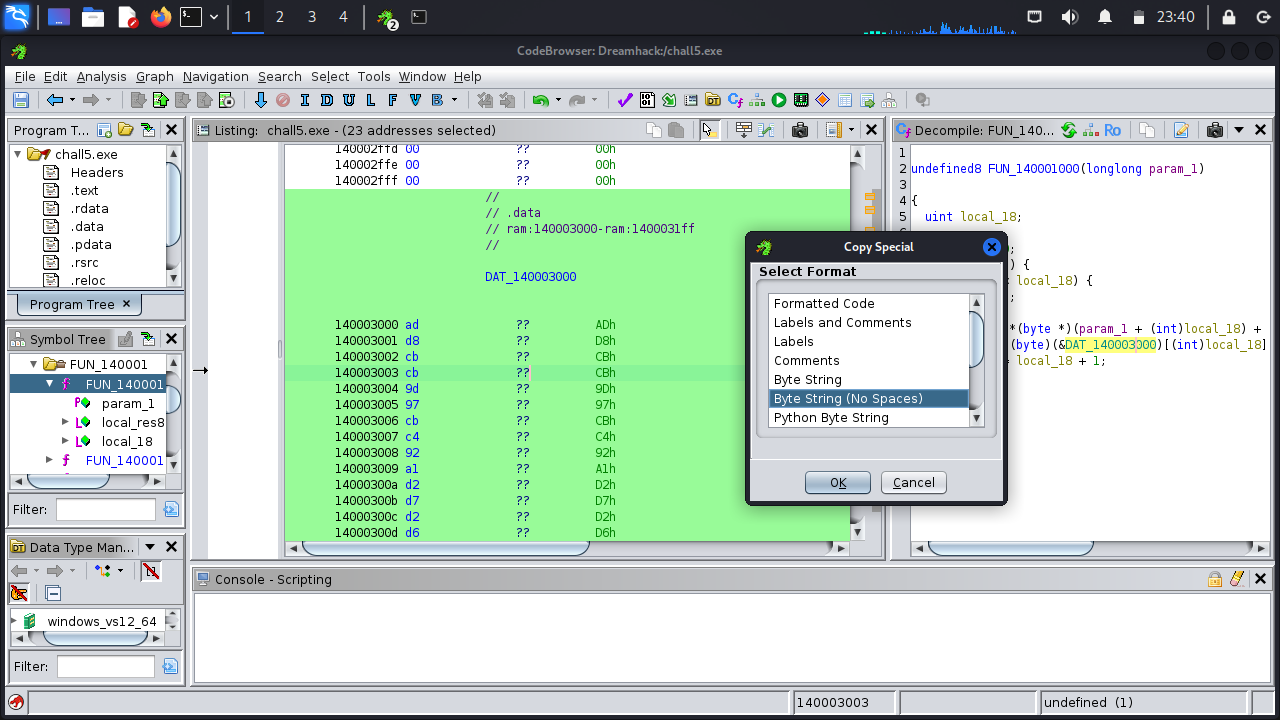 1
2
3
4
2
23:40
CodeBrowser: Dreamhack:/chall5.exe
File Edit Analysis Graph Navigation Search Select Tools Window Help
I D U L F V B
Program T...
chall5.exe
Headers
.text
.rdata
.data
.pdata
.rsrc
.reloc
Program Tree ×
Symbol Tree
FUN_140001
FUN_140001
param_1
local_res8
local_18
FUN_140001
Filter:
Data Type Man...
windows_vs12_64
Filter:
Listing: chall5.exe - (23 addresses selected)
140002ffd 00 ?? 00h
140002ffe 00 ?? 00h
140002fff 00 ?? 00h
//
// .data
// ram:140003000-ram:1400031ff
//
DAT_140003000
140003000 ad ?? ADh
140003001 d8 ?? D8h
140003002 cb ?? CBh
140003003 cb ?? CBh
140003004 9d ?? 9Dh
140003005 97 ?? 97h
140003006 cb ?? CBh
140003007 c4 ?? C4h
140003008 92 ?? 92h
140003009 a1 ?? A1h
14000300a d2 ?? D2h
14000300b d7 ?? D7h
14000300c d2 ?? D2h
14000300d d6 ?? D6h
Decompile: FUN_140...
1
2 undefined8 FUN_140001000(longlong param_1)
3
4 {
5 uint local_18;
;
) {
local_18) {
;
*(byte *)(param_1 + (int)local_18) +
(byte)(&DAT_140003000)[(int)local_18]
= local_18 + 1;
Copy Special
Select Format
Formatted Code
Labels and Comments
Labels
Comments
Byte String
Byte String (No Spaces)
Python Byte String
OK Cancel
Console - Scripting
140003003
undefined (1)